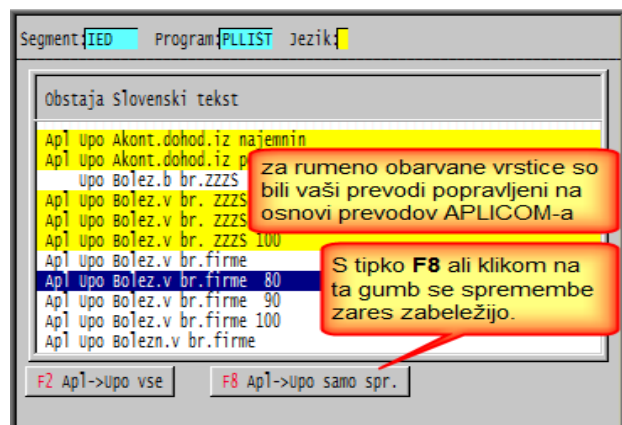 Segment:IED Program:PLLIST Jezik:
Obstaja Slovenski tekst
Apl Upo Akont.dohod.iz najemnin
Apl Upo Akont.dohod.iz p
Upo Bolez.b br.ZZZS
Apl Upo Bolez.v br. ZZZS
Apl Upo Bolez.v br. ZZZS
Apl Upo Bolez.v br. ZZZS 100
Apl Upo Bolez.v br.firme
Apl Upo Bolez.v br.firme 80
Apl Upo Bolez.v br.firme 90
Apl Upo Bolez.v br.firme 100
Apl Upo Bolezn.v br.firme
za rumeno obarvane vrstice so
bili vaši prevodi popravljeni na
osnovi prevodov APLICOM-a
S tipko F8 ali klikom na
ta gumb se spremembe
zares zabeležijo.
F2 Apl->Upo vse
F8 Apl->Upo samo spr.